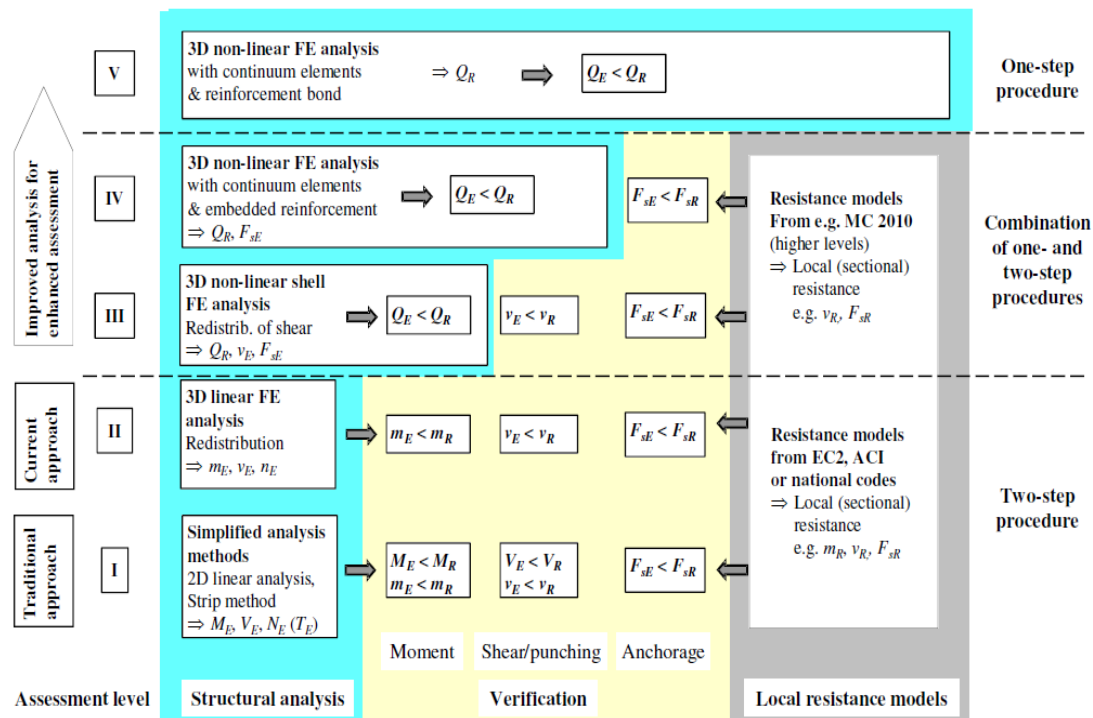 V
3D non-linear FE analysis
with continuum elements
& reinforcement bond
⇒ Q_R
Q_E < Q_R
One-step
procedure
Improved analysis for
enhanced assessment
IV
3D non-linear FE analysis
with continuum elements
& embedded reinforcement
⇒ Q_R, F_sE
Q_E < Q_R
F_sE < F_sR
Resistance models
From e.g. MC 2010
(higher levels)
⇒ Local (sectional)
resistance
e.g. v_R, F_sR
Combination
of one- and
two-step
procedures
III
3D non-linear shell
FE analysis
Redistrib. of shear
⇒ Q_R, v_E, F_sE
Q_E < Q_R
v_E < v_R
F_sE < F_sR
Current
approach
II
3D linear FE
analysis
Redistribution
⇒ m_E, v_E, n_E
m_E < m_R
v_E < v_R
F_sE < F_sR
Resistance models
from EC2, ACI
or national codes
⇒ Local (sectional)
resistance
e.g. m_R, v_R, F_sR
Two-step
procedure
Traditional
approach
I
Simplified analysis
methods
2D linear analysis,
Strip method
⇒ M_E, V_E, N_E (T_E)
M_E < M_R
m_E < m_R
V_E < V_R
v_E < v_R
F_sE < F_sR
Moment
Shear/punching
Anchorage
Assessment level
Structural analysis
Verification
Local resistance models